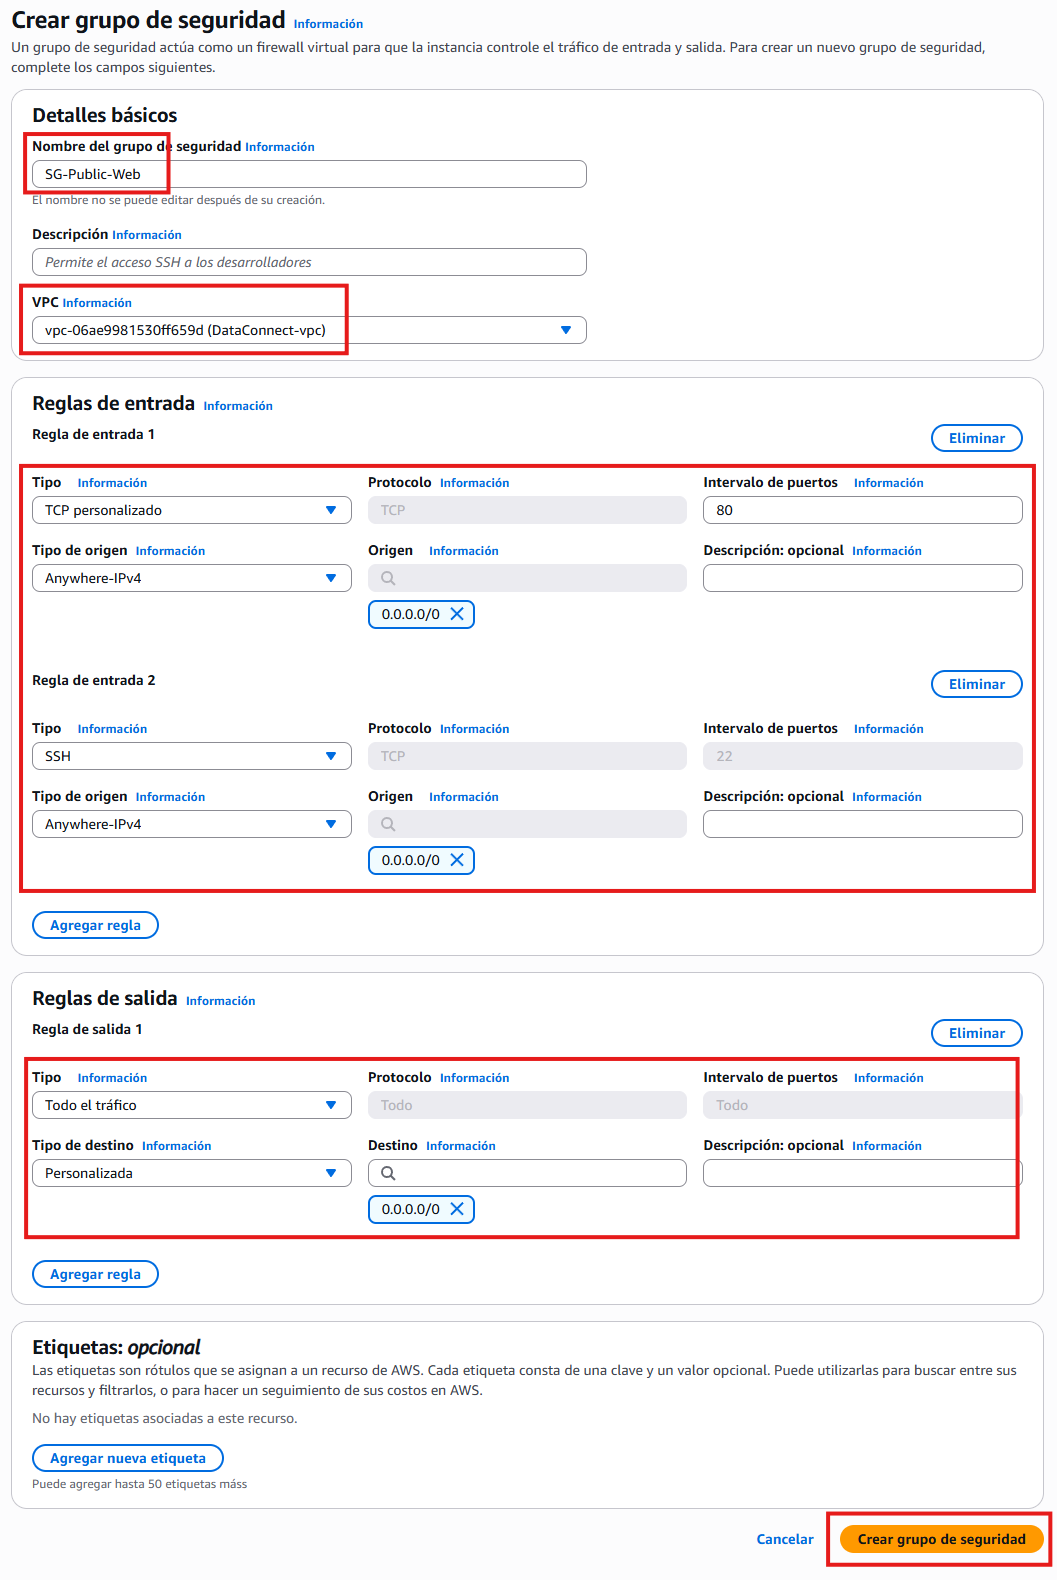 Crear grupo de seguridad Información
Un grupo de seguridad actúa como un firewall virtual para que la instancia controle el tráfico de entrada y salida. Para crear un nuevo grupo de seguridad,
complete los campos siguientes.
Detalles básicos
Nombre del grupo de seguridad Información
SG-Public-Web
El nombre no se puede editar después de su creación.
Descripción Información
Permite el acceso SSH a los desarrolladores
VPC Información
vpc-06ae9981530ff659d (DataConnect-vpc)
Reglas de entrada Información
Regla de entrada 1
Eliminar
Tipo Información Protocolo Información Intervalo de puertos Información
TCP personalizado TCP 80
Tipo de origen Información Origen Información Descripción: opcional Información
Anywhere-IPv4
0.0.0.0/0
Regla de entrada 2
Eliminar
Tipo Información Protocolo Información Intervalo de puertos Información
SSH TCP 22
Tipo de origen Información Origen Información Descripción: opcional Información
Anywhere-IPv4
0.0.0.0/0
Agregar regla
Reglas de salida Información
Regla de salida 1
Eliminar
Tipo Información Protocolo Información Intervalo de puertos Información
Todo el tráfico Todo Todo
Tipo de destino Información Destino Información Descripción: opcional Información
Personalizada
0.0.0.0/0
Agregar regla
Etiquetas: opcional
Las etiquetas son rótulos que se asignan a un recurso de AWS. Cada etiqueta consta de una clave y un valor opcional. Puede utilizarlas para buscar entre sus
recursos y filtrarlos, o para hacer un seguimiento de sus costos en AWS.
No hay etiquetas asociadas a este recurso.
Agregar nueva etiqueta
Puede agregar hasta 50 etiquetas máss
Cancelar Crear grupo de seguridad